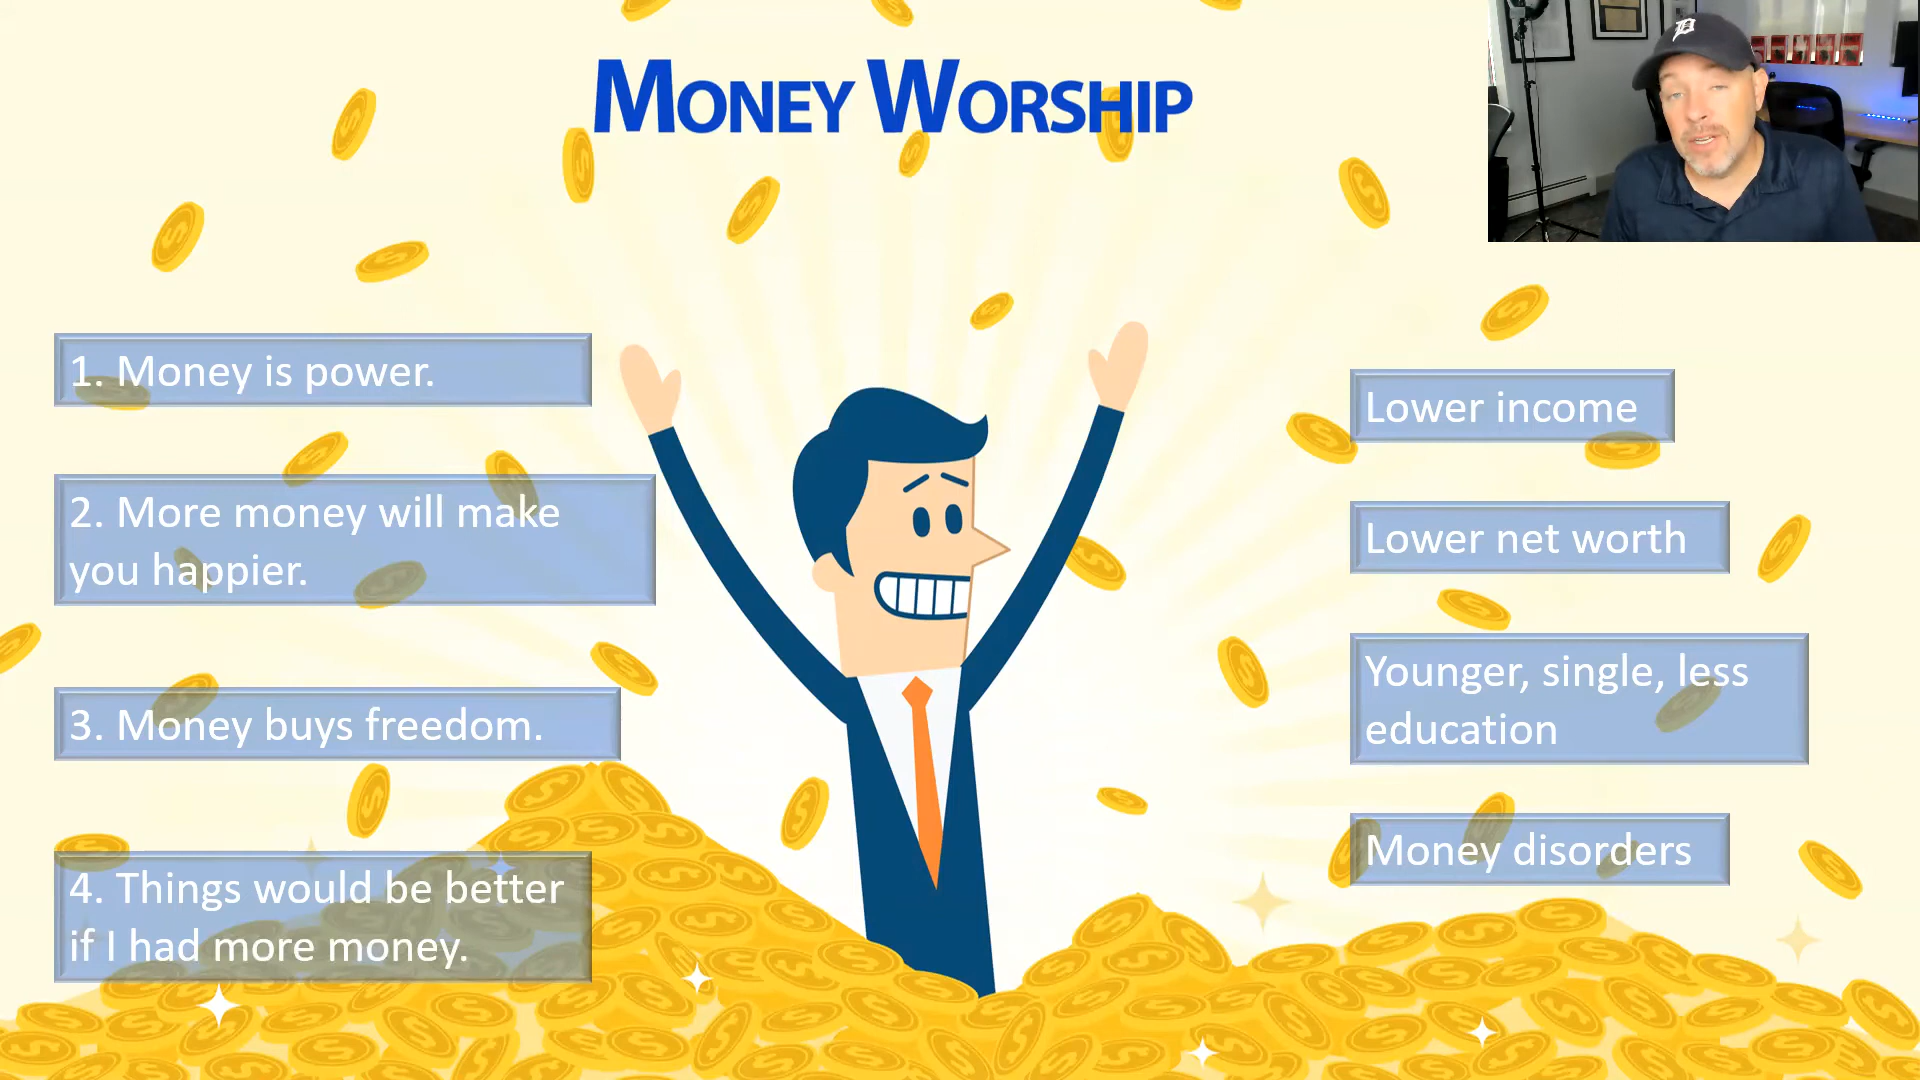 Money Worship
1. Money is power.
2. More money will make
you happier.
3. Money buys freedom.
4. Things would be better
if I had more money.
Lower income
Lower net worth
Younger, single, less
education
Money disorders